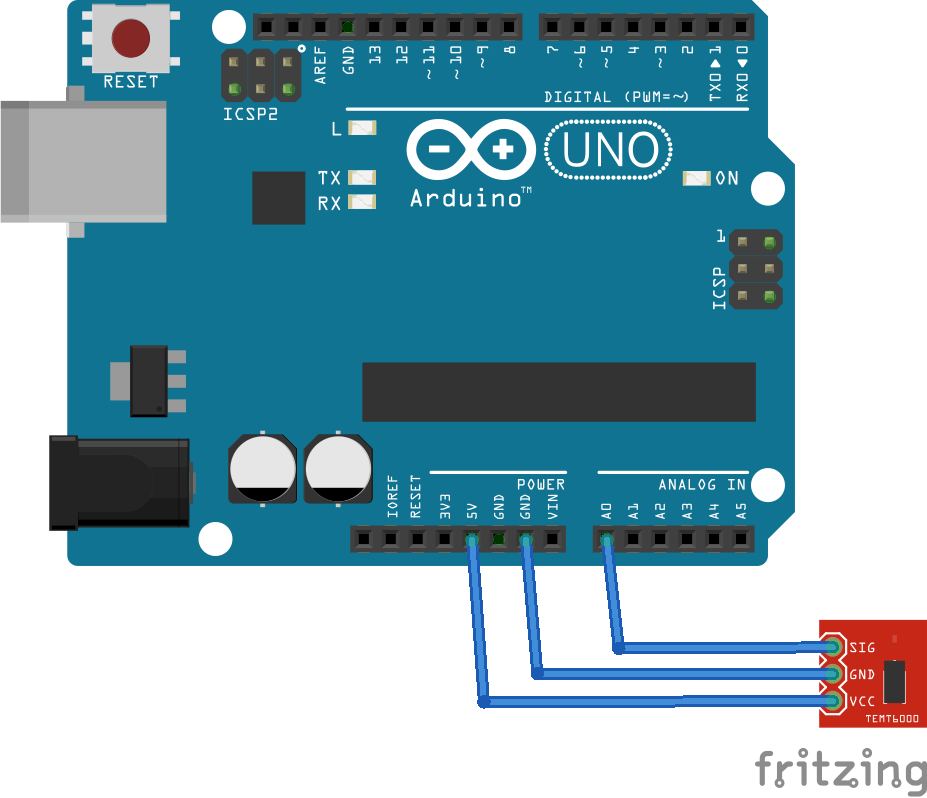 RESET
AREF
GND
13
12
~11
~10
~9
8
7
~6
~5
4
~3
2
TX0▶1
RX0◀0
ICSP2
DIGITAL (PWM=~)
L
TX
RX
UNO
ON
Arduino™
1
ICSP
POWER
ANALOG IN
IOREF
RESET
3V3
5V
GND
GND
VIN
A0
A1
A2
A3
A4
A5
SIG
GND
VCC
TEMT6000
fritzing